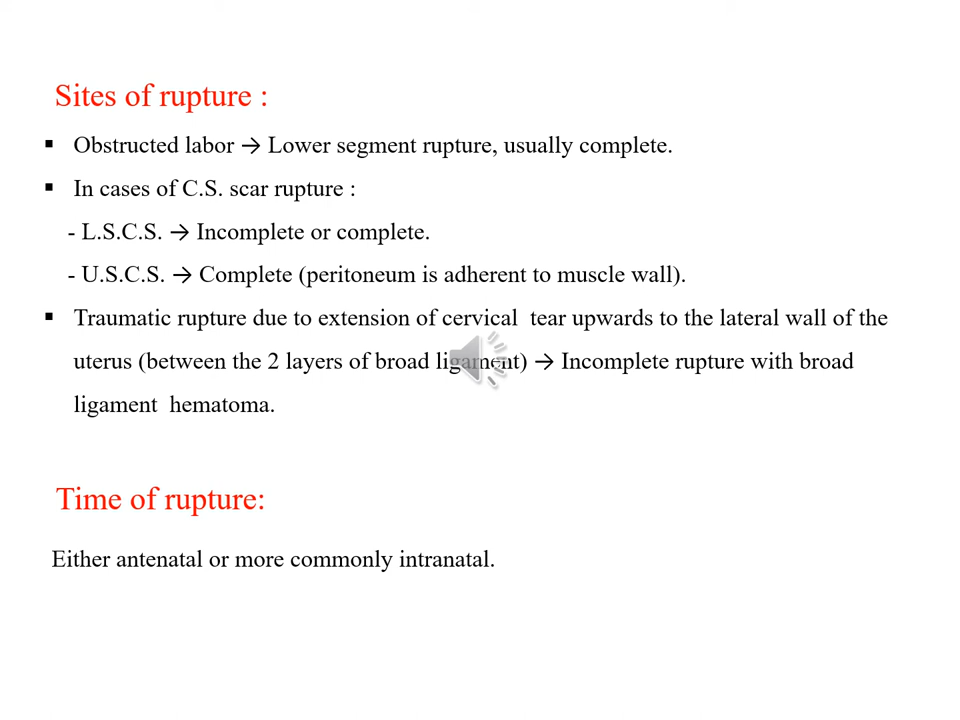 Sites of rupture :
▪ Obstructed labor → Lower segment rupture, usually complete.
▪ In cases of C.S. scar rupture :
- L.S.C.S. → Incomplete or complete.
- U.S.C.S. → Complete (peritoneum is adherent to muscle wall).
▪ Traumatic rupture due to extension of cervical tear upwards to the lateral wall of the
uterus (between the 2 layers of broad ligament) → Incomplete rupture with broad
ligament hematoma.
Time of rupture:
Either antenatal or more commonly intranatal.